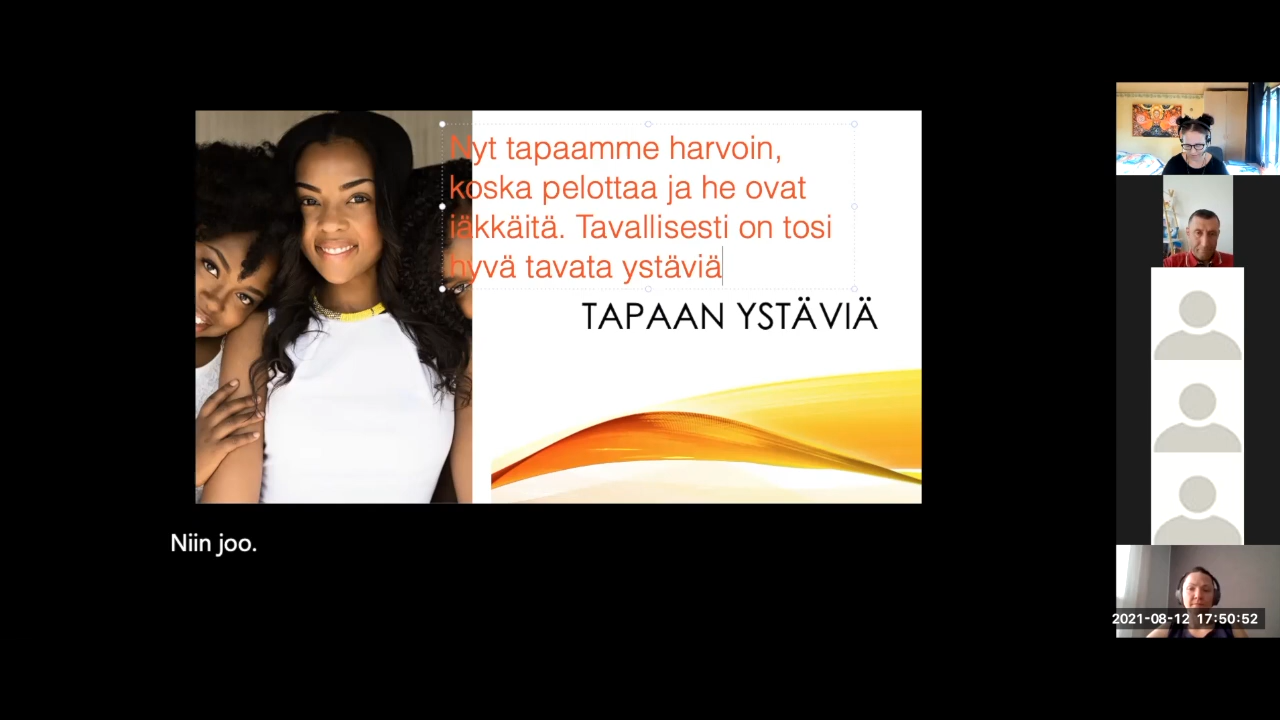 Nyt tapaamme harvoin,
koska pelottaa ja he ovat
iäkkäitä. Tavallisesti on tosi
hyvä tavata ystäviä
TAPAAN YSTÄVIÄ
Niin joo.
2021-08-12 17:50:52